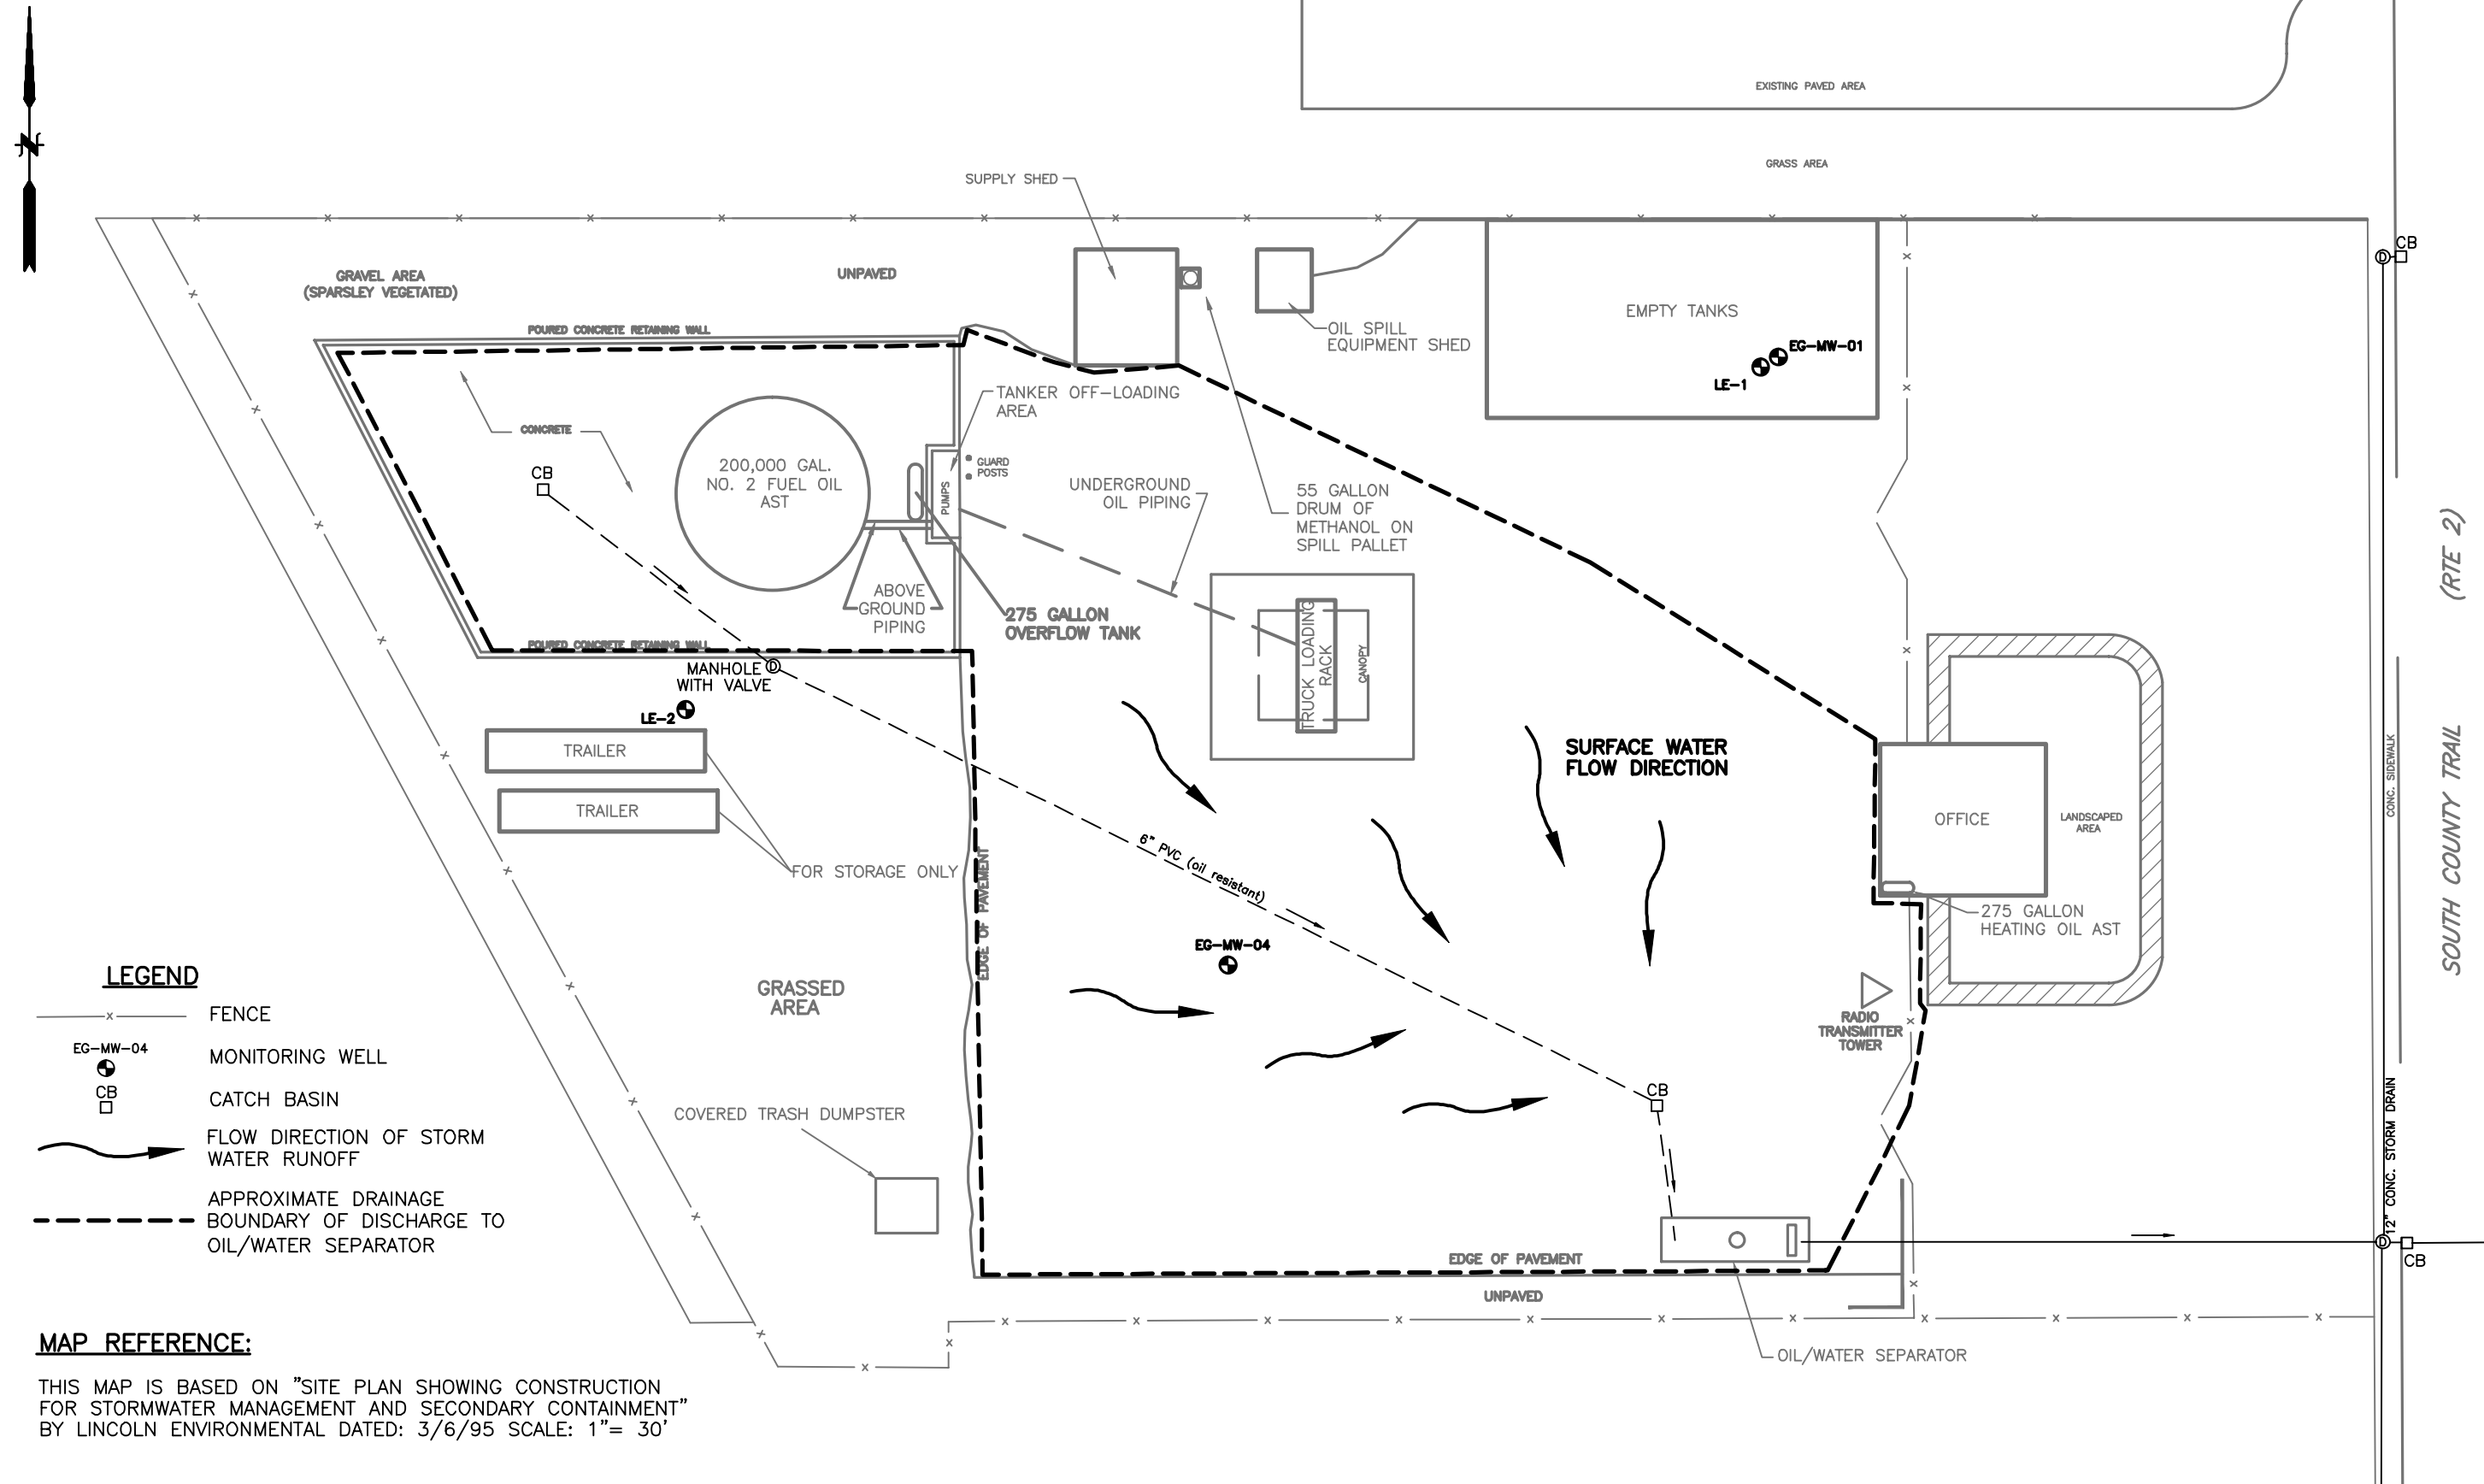 N
EXISTING PAVED AREA
GRASS AREA
SUPPLY SHED
CB
GRAVEL AREA
(SPARSLEY VEGETATED)
UNPAVED
POURED CONCRETE RETAINING WALL
OIL SPILL
EQUIPMENT SHED
EMPTY TANKS
EG-MW-01
LE-1
TANKER OFF-LOADING
AREA
CONCRETE
CB
200,000 GAL.
NO. 2 FUEL OIL
AST
GUARD
POSTS
PUMPS
UNDERGROUND
OIL PIPING
55 GALLON
DRUM OF
METHANOL ON
SPILL PALLET
ABOVE
GROUND
PIPING
275 GALLON
OVERFLOW TANK
TRUCK LOADING
RACK
CANOPY
POURED CONCRETE RETAINING WALL
MANHOLE
WITH VALVE
D
LE-2
TRAILER
TRAILER
FOR STORAGE ONLY
SURFACE WATER
FLOW DIRECTION
OFFICE
LANDSCAPED
AREA
CONC. SIDEWALK
SOUTH COUNTY TRAIL (RTE 2)
6" PVC (oil resistant)
EDGE OF PAVEMENT
275 GALLON
HEATING OIL AST
EG-MW-04
GRASSED
AREA
RADIO
TRANSMITTER
TOWER
CB
COVERED TRASH DUMPSTER
12" CONC. STORM DRAIN
D
D
CB
EDGE OF PAVEMENT
UNPAVED
OIL/WATER SEPARATOR
LEGEND
x FENCE
EG-MW-04
MONITORING WELL
CB
CATCH BASIN
FLOW DIRECTION OF STORM
WATER RUNOFF
APPROXIMATE DRAINAGE
BOUNDARY OF DISCHARGE TO
OIL/WATER SEPARATOR
MAP REFERENCE:
THIS MAP IS BASED ON "SITE PLAN SHOWING CONSTRUCTION
FOR STORMWATER MANAGEMENT AND SECONDARY CONTAINMENT"
BY LINCOLN ENVIRONMENTAL DATED: 3/6/95 SCALE: 1"= 30'